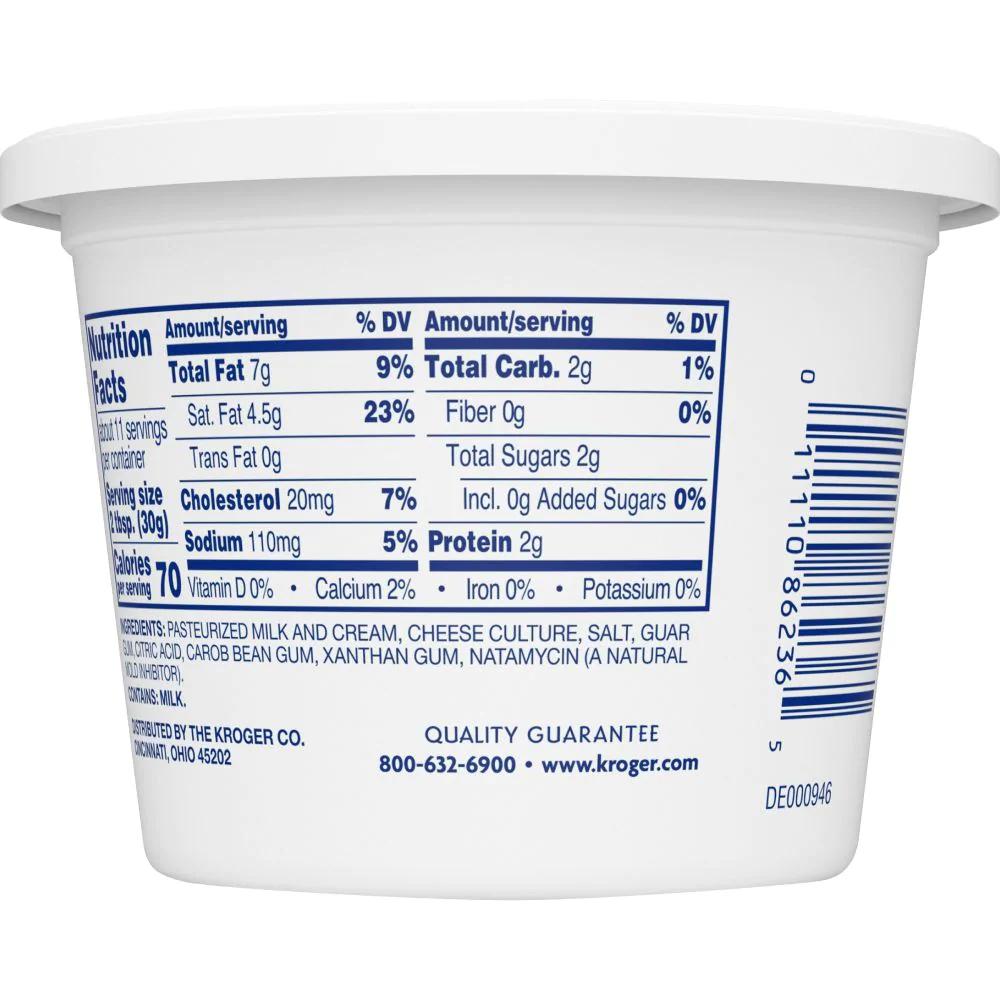 Nutrition
Facts
about 11 servings
per container
Serving size
2 tbsp. (30g)
Calories
per serving 70
Amount/serving % DV
Total Fat 7g 9%
Sat. Fat 4.5g 23%
Trans Fat 0g
Cholesterol 20mg 7%
Sodium 110mg 5%
Amount/serving % DV
Total Carb. 2g 1%
Fiber 0g 0%
Total Sugars 2g
Incl. 0g Added Sugars 0%
Protein 2g
Vitamin D 0% • Calcium 2% • Iron 0% • Potassium 0%
INGREDIENTS: PASTEURIZED MILK AND CREAM, CHEESE CULTURE, SALT, GUAR
GUM, CITRIC ACID, CAROB BEAN GUM, XANTHAN GUM, NATAMYCIN (A NATURAL
MOLD INHIBITOR).
CONTAINS: MILK.
DISTRIBUTED BY THE KROGER CO.
CINCINNATI, OHIO 45202
QUALITY GUARANTEE
800-632-6900 • www.kroger.com
0 11110 86236 5
DE000946